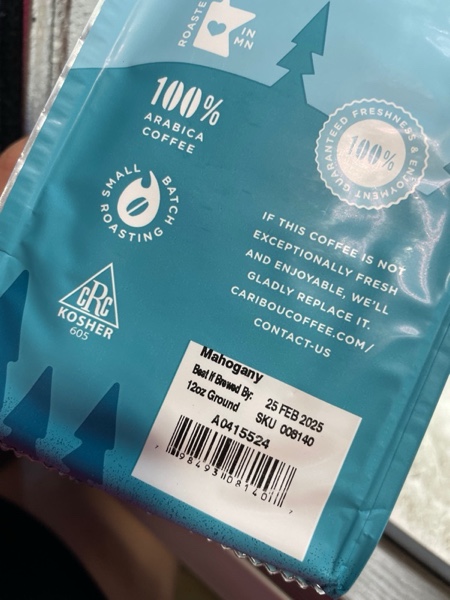 ROASTED
IN
MN
100%
ARABICA
COFFEE
GUARANTEED FRESHNESS & ENJOYMENT
100%
SMALL BATCH
ROASTING
IF THIS COFFEE IS NOT
EXCEPTIONALLY FRESH
AND ENJOYABLE, WE'LL
GLADLY REPLACE IT.
CARIBOUCOFFEE.COM/
CONTACT-US
CRC
KOSHER
605
Mahogany
Best If Brewed By: 25 FEB 2025
12oz Ground SKU 008140
A0415524